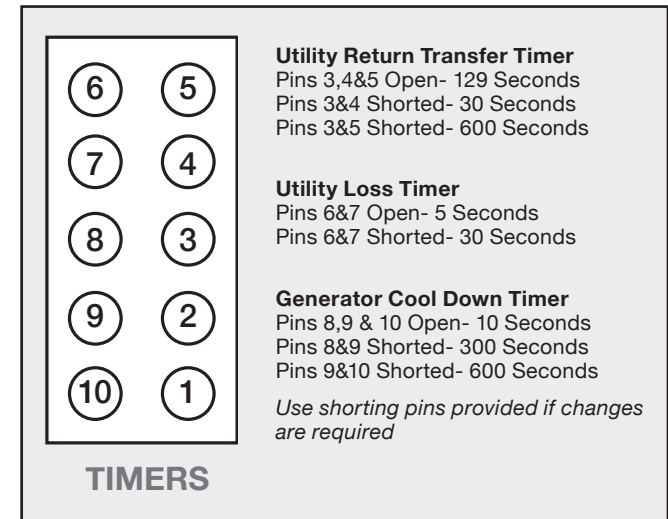 6 5
7 4
8 3
9 2
10 1
TIMERS
Utility Return Transfer Timer
Pins 3,4&5 Open- 129 Seconds
Pins 3&4 Shorted- 30 Seconds
Pins 3&5 Shorted- 600 Seconds
Utility Loss Timer
Pins 6&7 Open- 5 Seconds
Pins 6&7 Shorted- 30 Seconds
Generator Cool Down Timer
Pins 8,9 & 10 Open- 10 Seconds
Pins 8&9 Shorted- 300 Seconds
Pins 9&10 Shorted- 600 Seconds
Use shorting pins provided if changes
are required